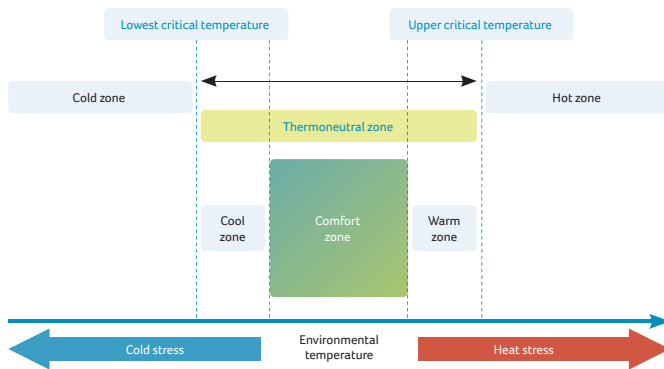 Lowest critical temperature
Upper critical temperature
Cold zone
Hot zone
Thermoneutral zone
Cool
zone
Comfort
zone
Warm
zone
Cold stress
Environmental
temperature
Heat stress